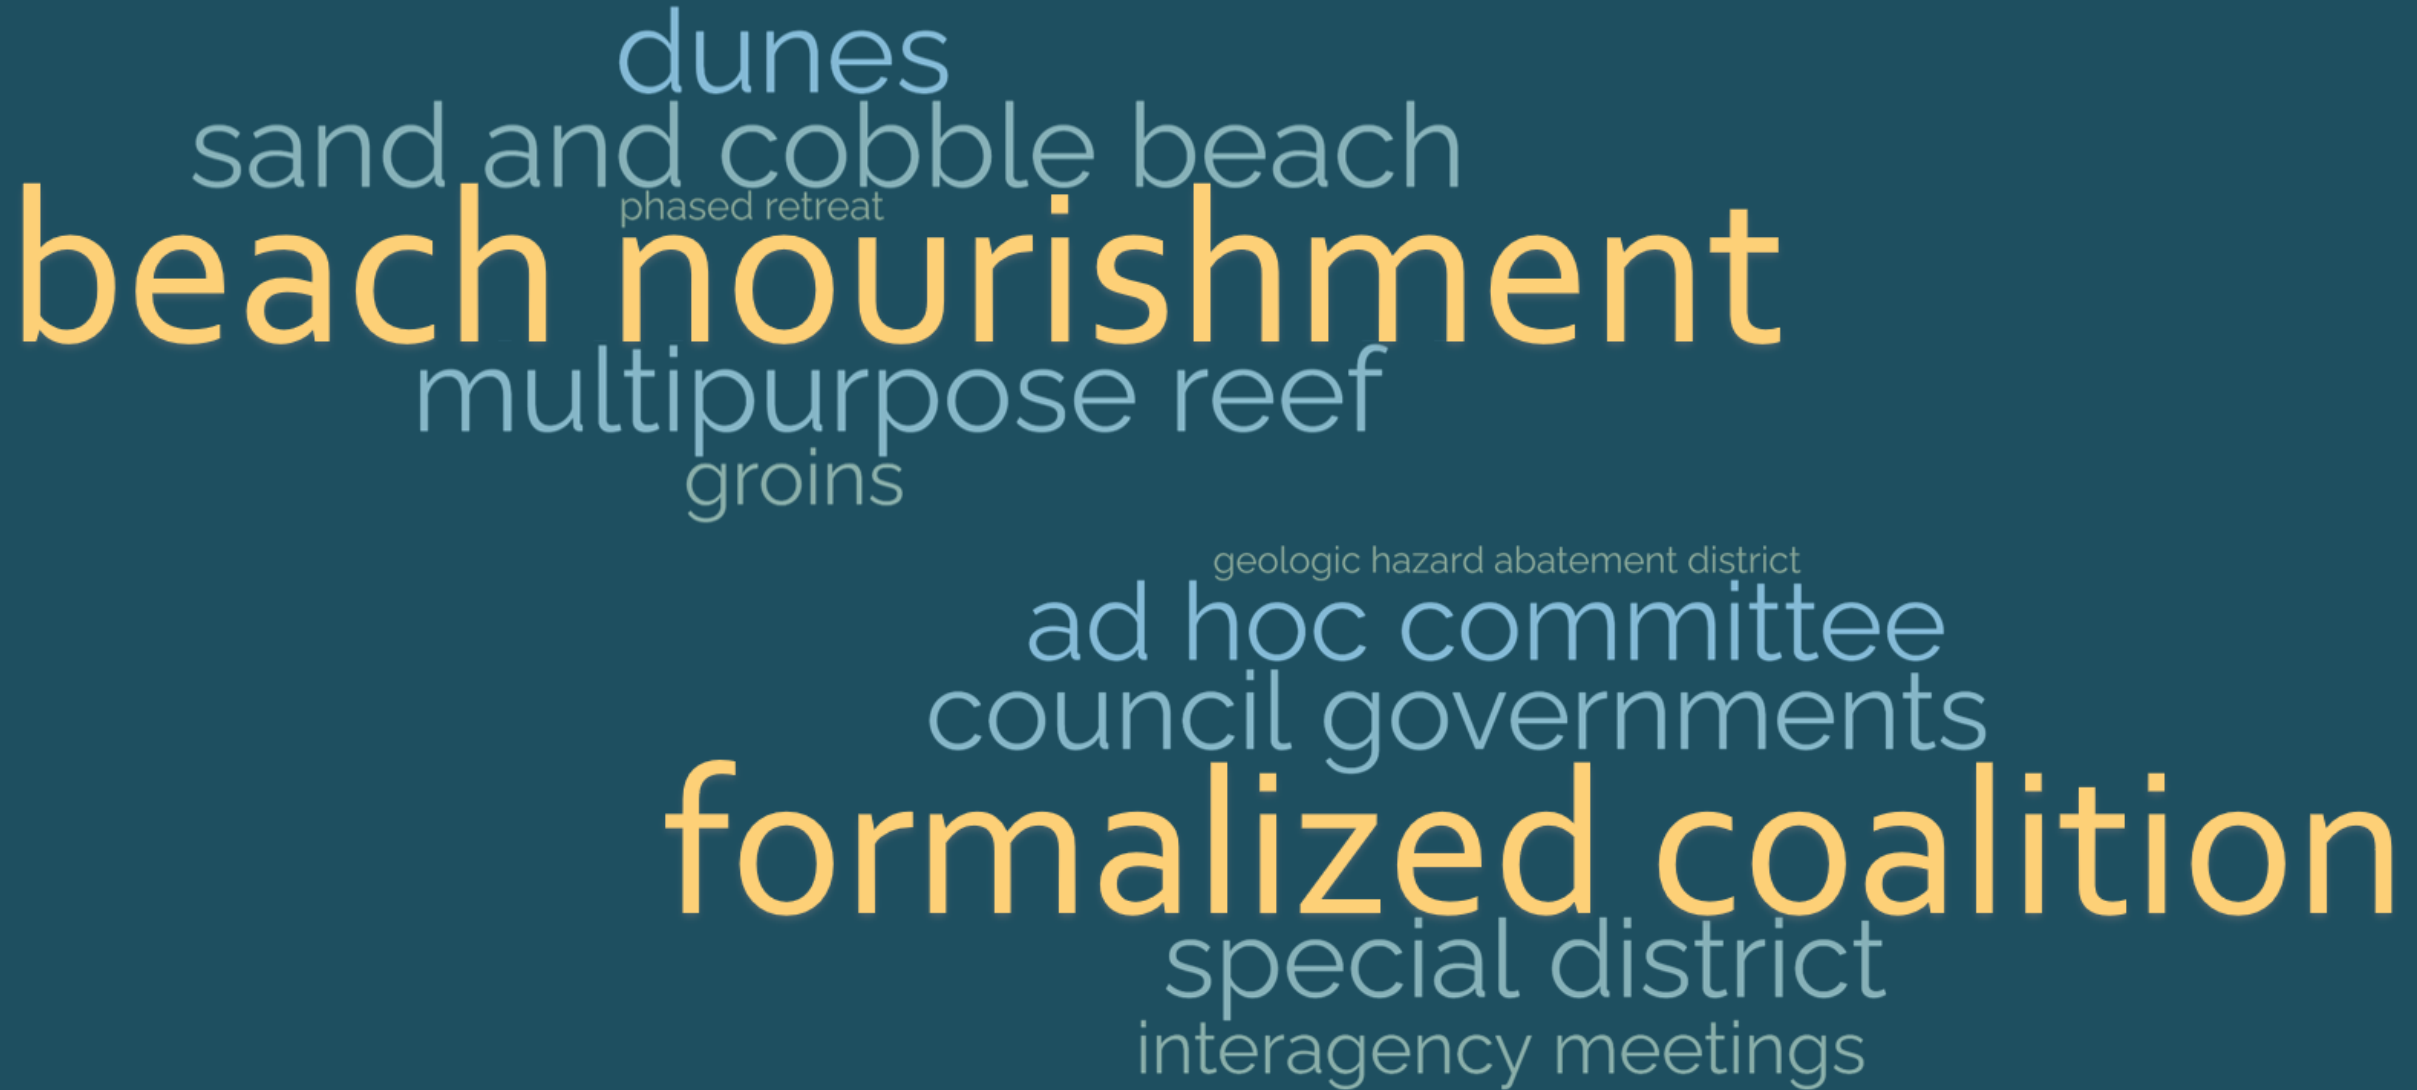 dunes
sand and cobble beach
phased retreat
beach nourishment
multipurpose reef
groins
geologic hazard abatement district
ad hoc committee
council governments
formalized coalition
special district
interagency meetings